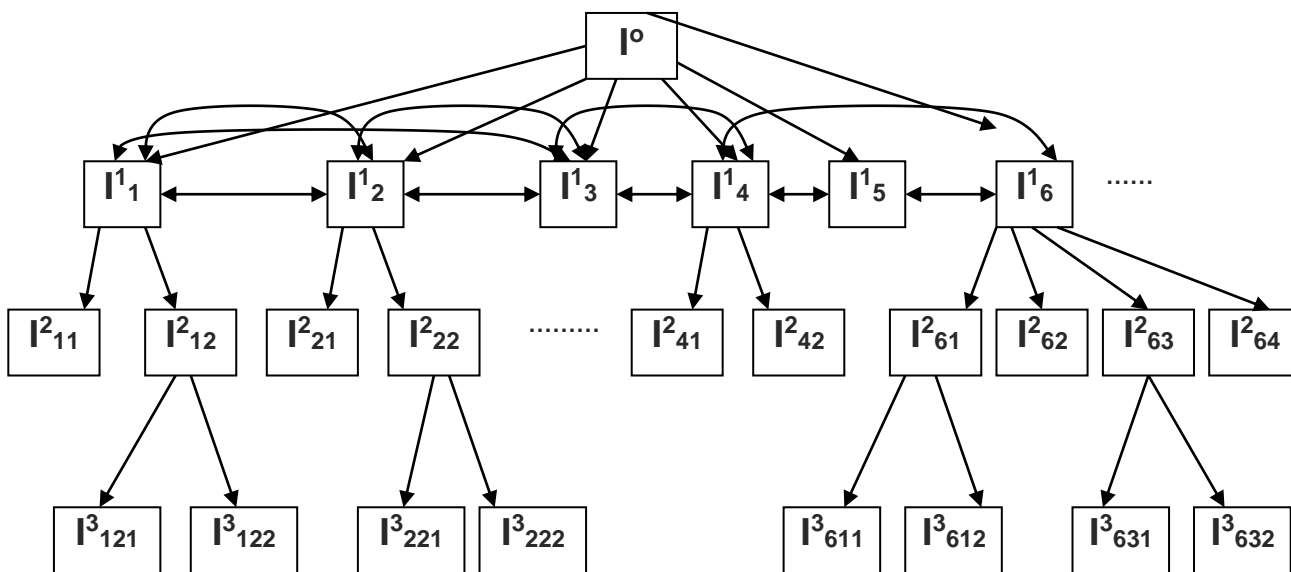 I⁰
I¹₁ I¹₂ I¹₃ I¹₄ I¹₅ I¹₆ ......
I²₁₁ I²₁₂ I²₂₁ I²₂₂ ......... I²₄₁ I²₄₂ I²₆₁ I²₆₂ I²₆₃ I²₆₄
I³₁₂₁ I³₁₂₂ I³₂₂₁ I³₂₂₂ I³₆₁₁ I³₆₁₂ I³₆₃₁ I³₆₃₂